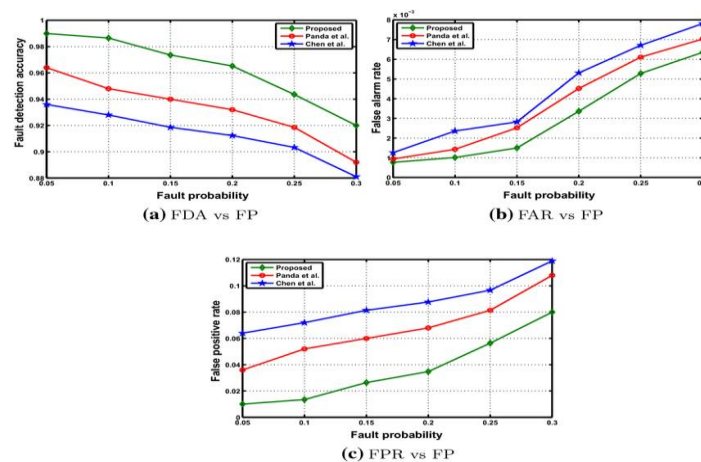 Proposed
Panda et al.
Chen et al.
Fault detection accuracy
1
0.98
0.96
0.94
0.92
0.9
0.88
0.05 0.1 0.15 0.2 0.25 0.3
Fault probability
(a) FDA vs FP
x 10⁻³
Proposed
Panda et al.
Chen et al.
False alarm rate
8
7
6
5
4
3
2
1
0
0.05 0.1 0.15 0.2 0.25 0.3
Fault probability
(b) FAR vs FP
Proposed
Panda et al.
Chen et al.
False positive rate
0.12
0.1
0.08
0.06
0.04
0.02
0
0.05 0.1 0.15 0.2 0.25 0.3
Fault probability
(c) FPR vs FP